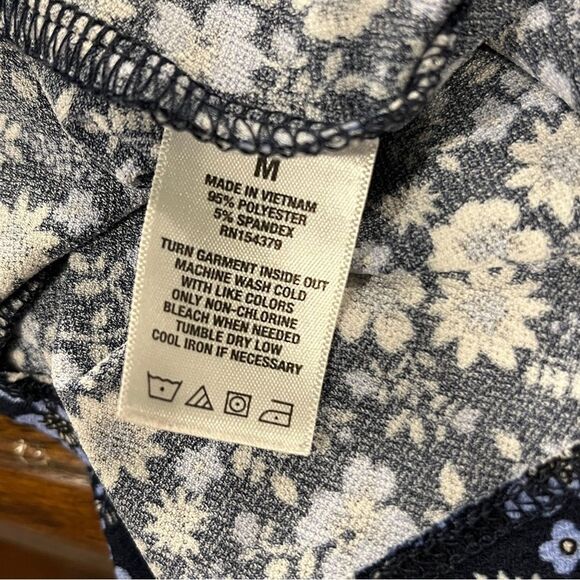 M
MADE IN VIETNAM
95% POLYESTER
5% SPANDEX
RN154379
TURN GARMENT INSIDE OUT
MACHINE WASH COLD
WITH LIKE COLORS
ONLY NON-CHLORINE
BLEACH WHEN NEEDED
TUMBLE DRY LOW
COOL IRON IF NECESSARY